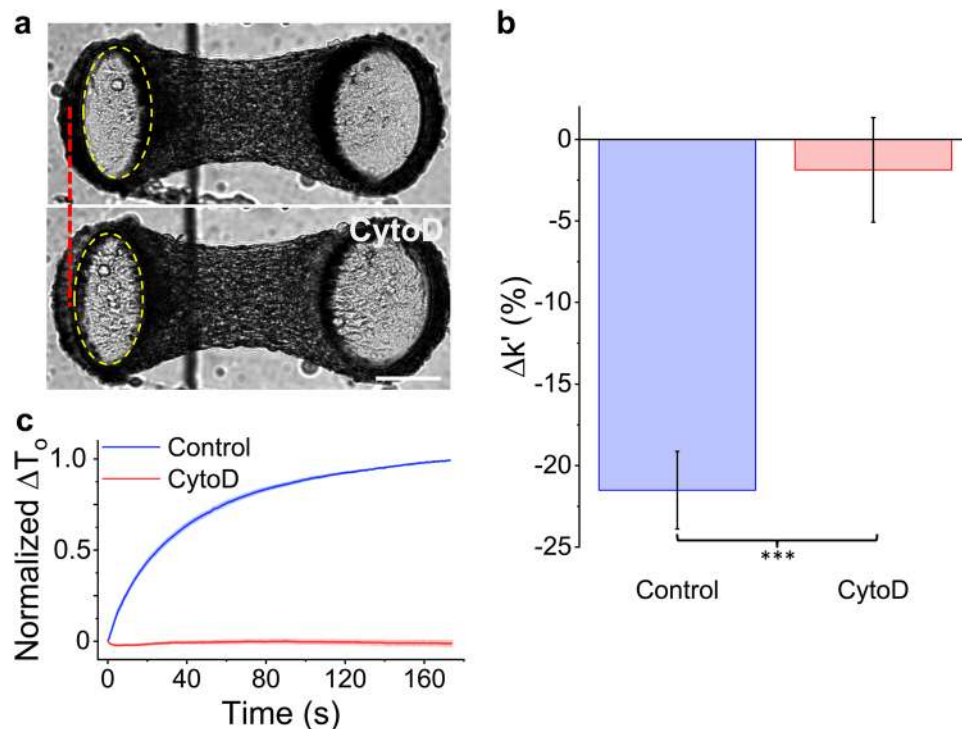 a
CytoD
b
0
-5
-10
-15
-20
-25
Δk' (%)
***
Control
CytoD
c
Control
CytoD
1.0
0.5
0
Normalized ΔT₀
0
40
80
120
160
Time (s)